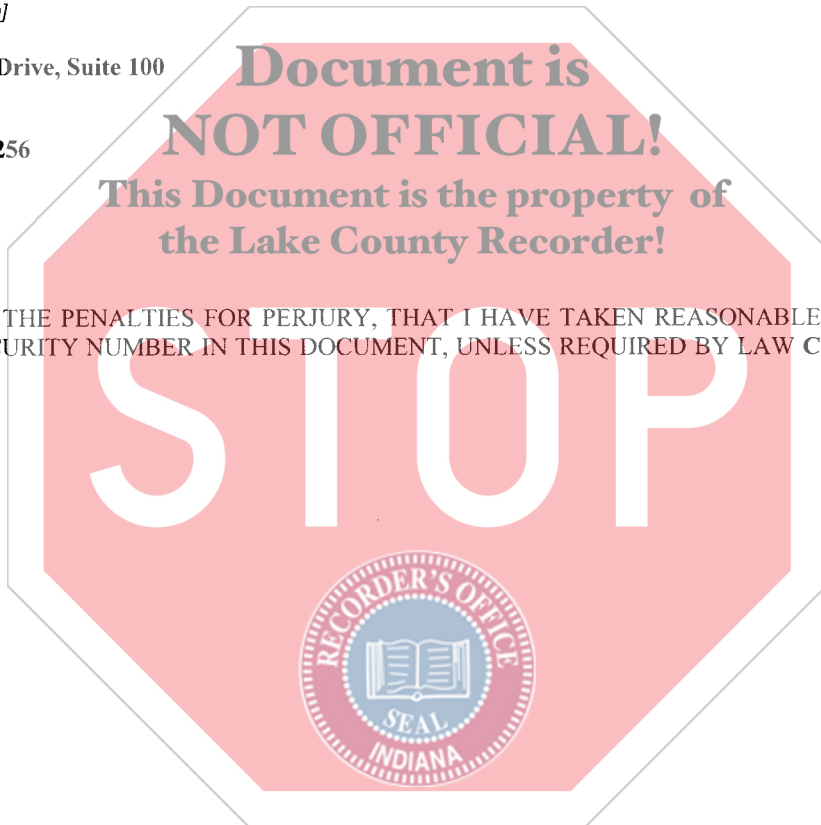 Drive, Suite 100
Document is
NOT OFFICIAL!
256
This Document is the property of
the Lake County Recorder!
THE PENALTIES FOR PERJURY, THAT I HAVE TAKEN REASONABLE
CURITY NUMBER IN THIS DOCUMENT, UNLESS REQUIRED BY LAW C
STOP
RECORDER'S OFFICE
SEAL
INDIANA